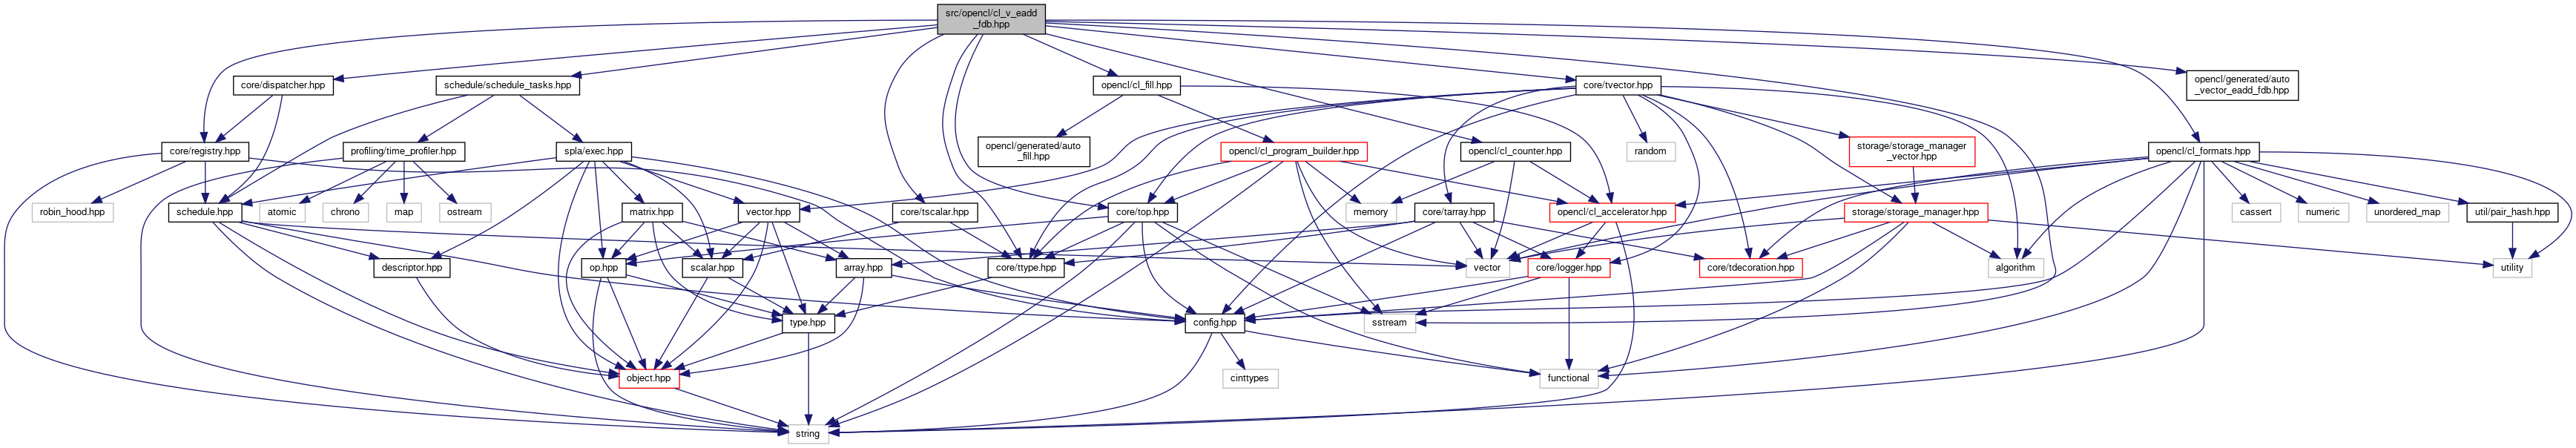 src/opencl/cl_v_eadd
_fdb.hpp
core/dispatcher.hpp
schedule/schedule_tasks.hpp
opencl/cl_fill.hpp
core/tvector.hpp
opencl/generated/auto
_vector_eadd_fdb.hpp
core/registry.hpp
profiling/time_profiler.hpp
spla/exec.hpp
opencl/generated/auto
_fill.hpp
opencl/cl_program_builder.hpp
opencl/cl_counter.hpp
random
storage/storage_manager
_vector.hpp
opencl/cl_formats.hpp
robin_hood.hpp
schedule.hpp
atomic
chrono
map
ostream
matrix.hpp
vector.hpp
core/tscalar.hpp
core/top.hpp
memory
core/tarray.hpp
opencl/cl_accelerator.hpp
storage/storage_manager.hpp
cassert
numeric
unordered_map
util/pair_hash.hpp
descriptor.hpp
op.hpp
scalar.hpp
array.hpp
core/ttype.hpp
vector
core/logger.hpp
core/tdecoration.hpp
algorithm
utility
type.hpp
config.hpp
sstream
object.hpp
cinttypes
functional
string